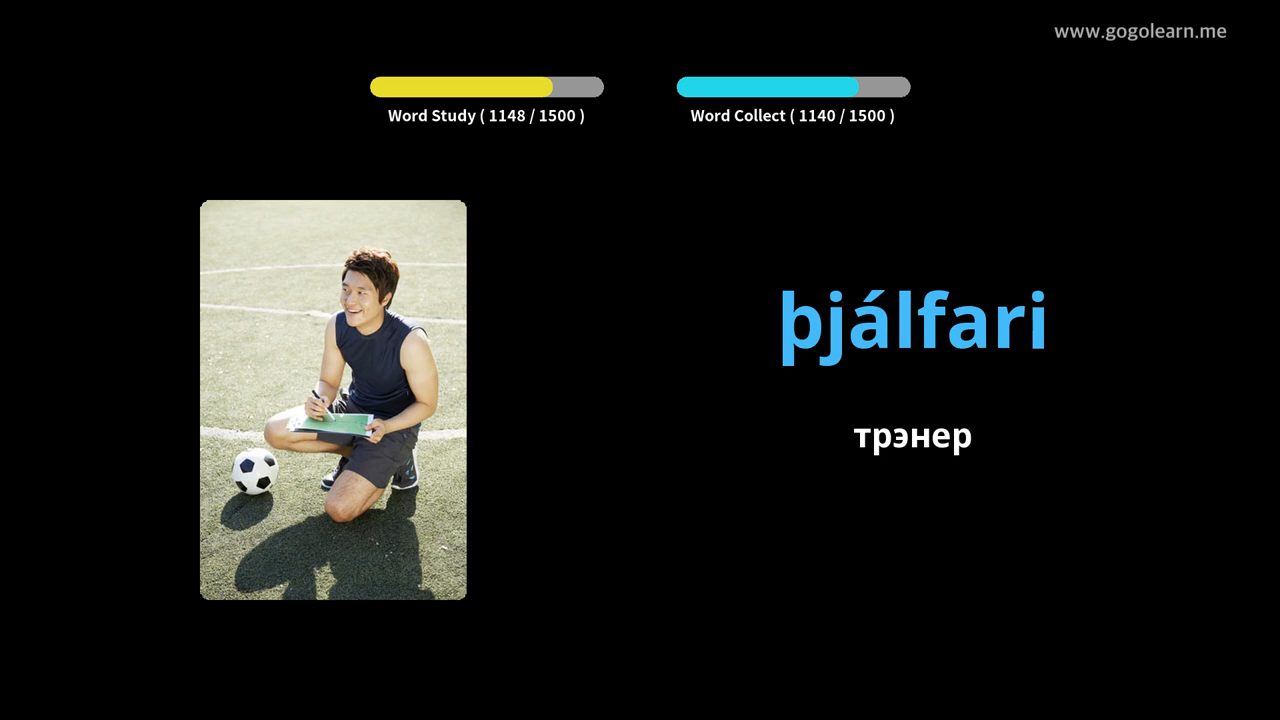 www.gogolearn.me
Word Study ( 1148 / 1500 )
Word Collect ( 1140 / 1500 )
þjálfari
трэнер